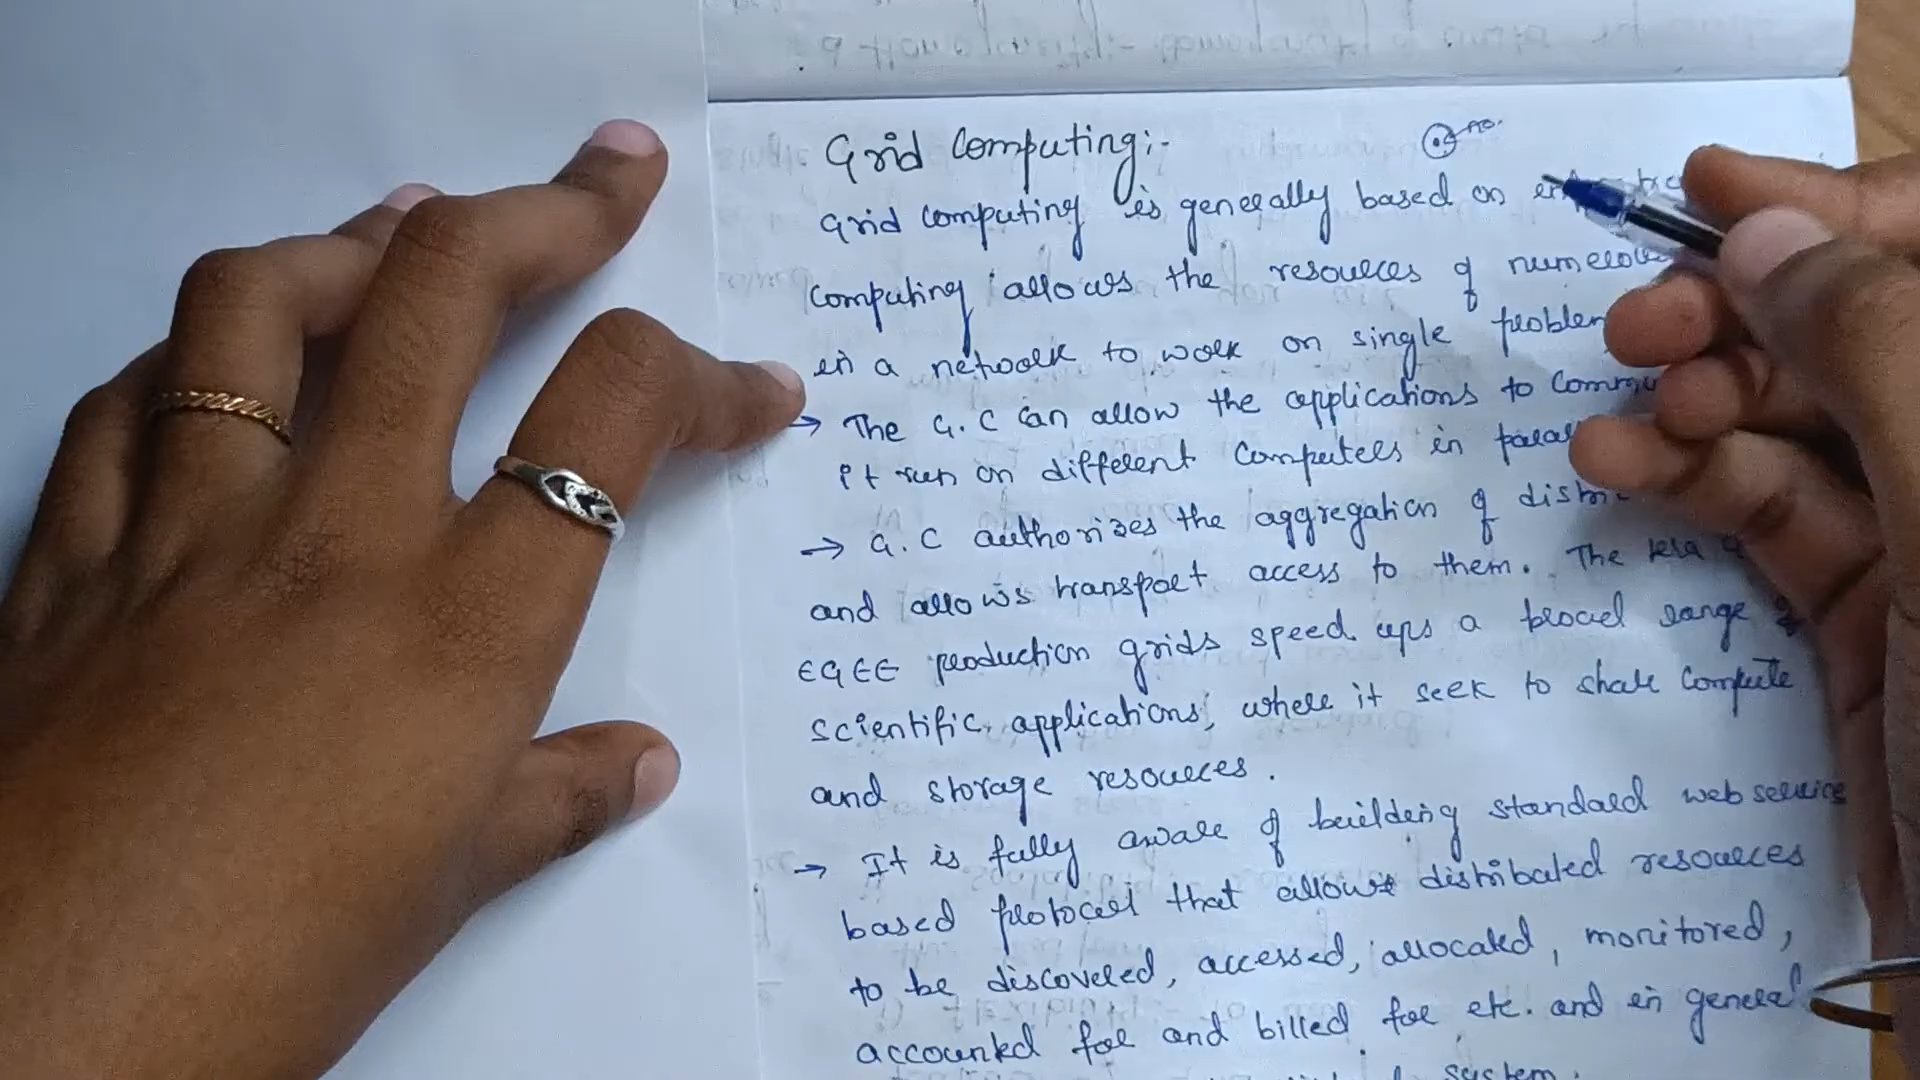 Grid Computing:-
Grid computing is generally based on
computing allows the resources of
in a network to work on single
→ The G.C can allow the applications to
it run on different computers in
→ G.C authorizes the aggregation of
and allows transport access to them. The
EGEE production grids speed ups a broad range
scientific applications, where it seek to share compute
and storage resources.
→ It is fully aware of building standard web service
based protocol that allows distributed resources
to be discovered, accessed, allocated, monitored,
accounted for and billed for etc. and in general
system.